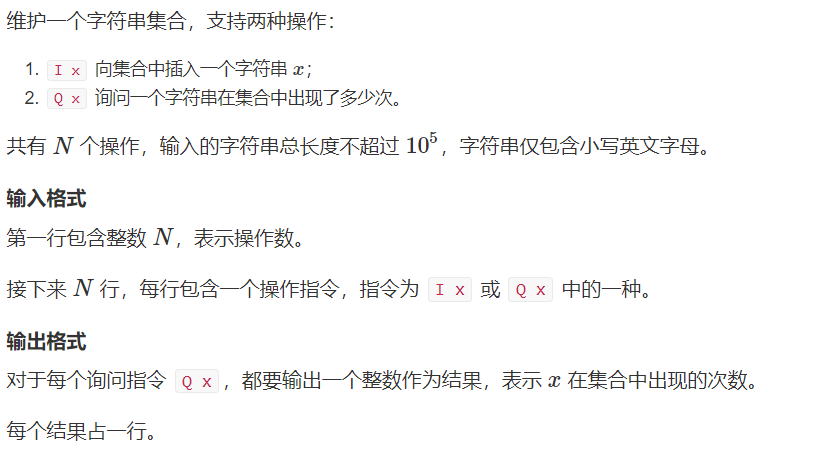 维护一个字符串集合，支持两种操作：
1. I x 向集合中插入一个字符串 x；
2. Q x 询问一个字符串在集合中出现了多少次。
共有 N 个操作，输入的字符串总长度不超过 10⁵，字符串仅包含小写英文字母。
输入格式
第一行包含整数 N，表示操作数。
接下来 N 行，每行包含一个操作指令，指令为 I x 或 Q x 中的一种。
输出格式
对于每个询问指令 Q x，都要输出一个整数作为结果，表示 x 在集合中出现的次数。
每个结果占一行。